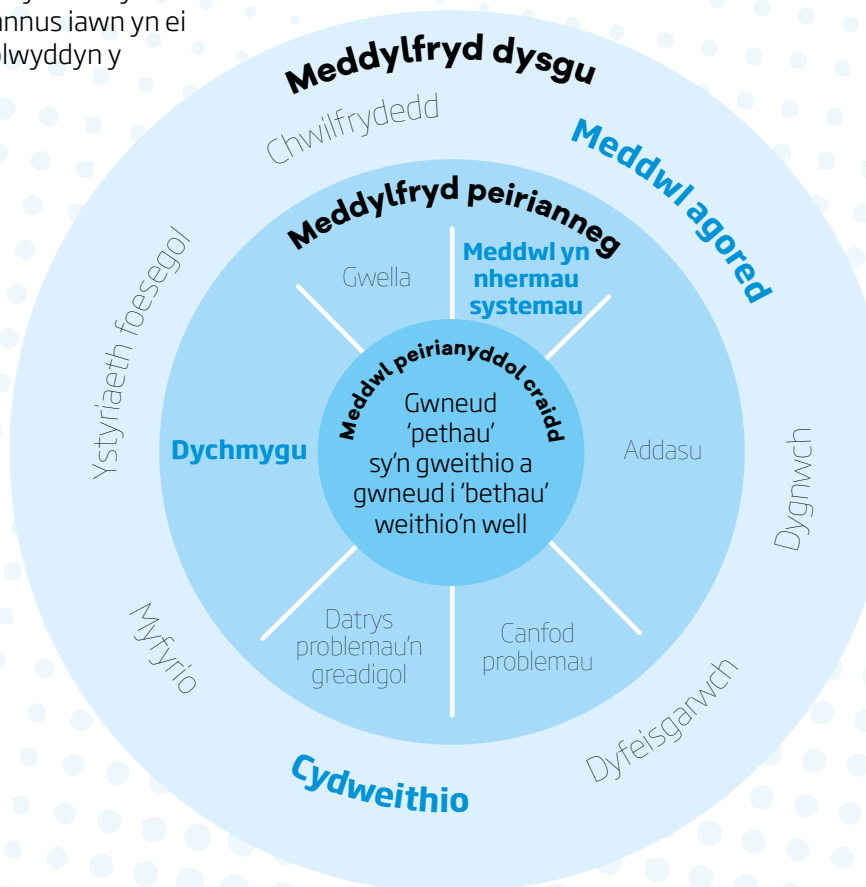 iawn yn ei
y
Meddylfryd dysgu
Chwilfrydedd
Meddwl agored
Ystyriaeth foesegol
Dygnwch
Myfyrio
Dyfeisgarwch
Cydweithio
Meddylfryd peirianneg
Gwella
Meddwl yn
nhermau
systemau
Dychmygu
Addasu
Datrys
problemau'n
greadigol
Canfod
problemau
Meddwl peirianyddol craidd
Gwneud
‘pethau’
sy’n gweithio a
gwneud i ‘bethau’
weithio’n well